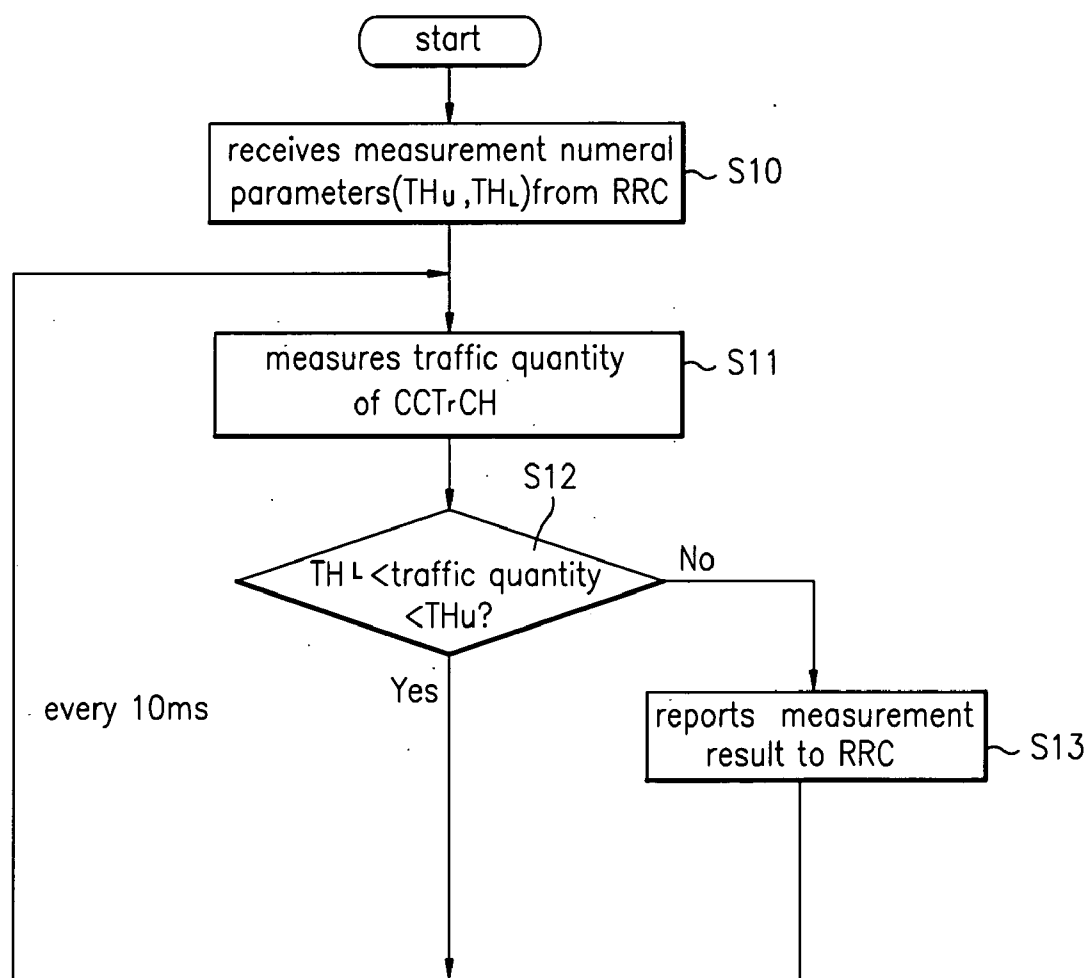 start
receives measurement numeral
parameters(THU,THL)from RRC
S10
measures traffic quantity
of CCTrCH
S11
S12
THL<traffic quantity
<THu?
No
Yes
every 10ms
reports measurement
result to RRC
S13